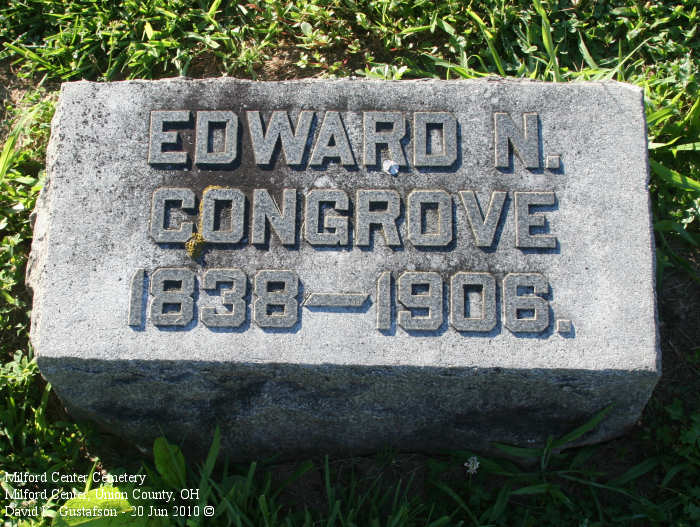 EDWARD N.
CONGROVE
1838–1906.
Milford Center Cemetery
Milford Center, Union County, OH
David K. Gustafson - 20 Jun 2010 ©